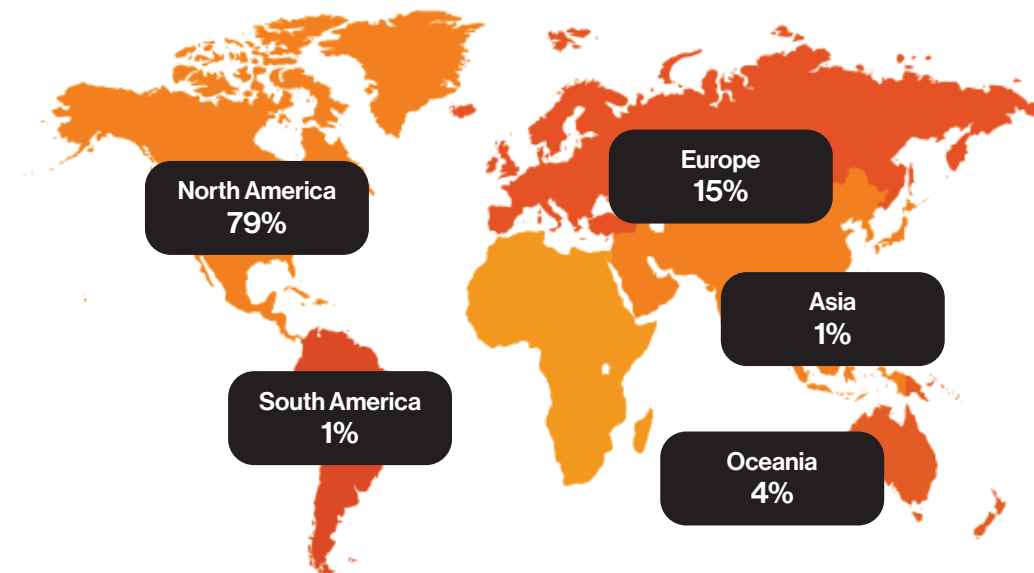 North America
79%
Europe
15%
Asia
1%
South America
1%
Oceania
4%